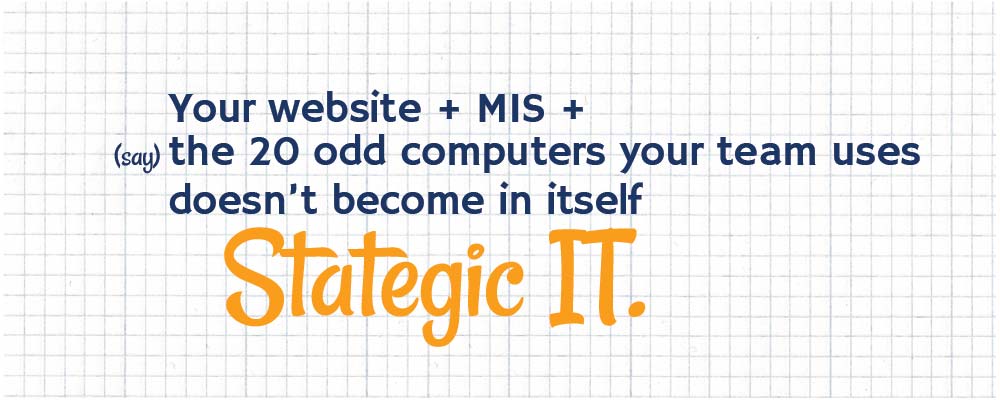 Your website + MIS +
(say) the 20 odd computers your team uses
doesn't become in itself
Stategic IT.